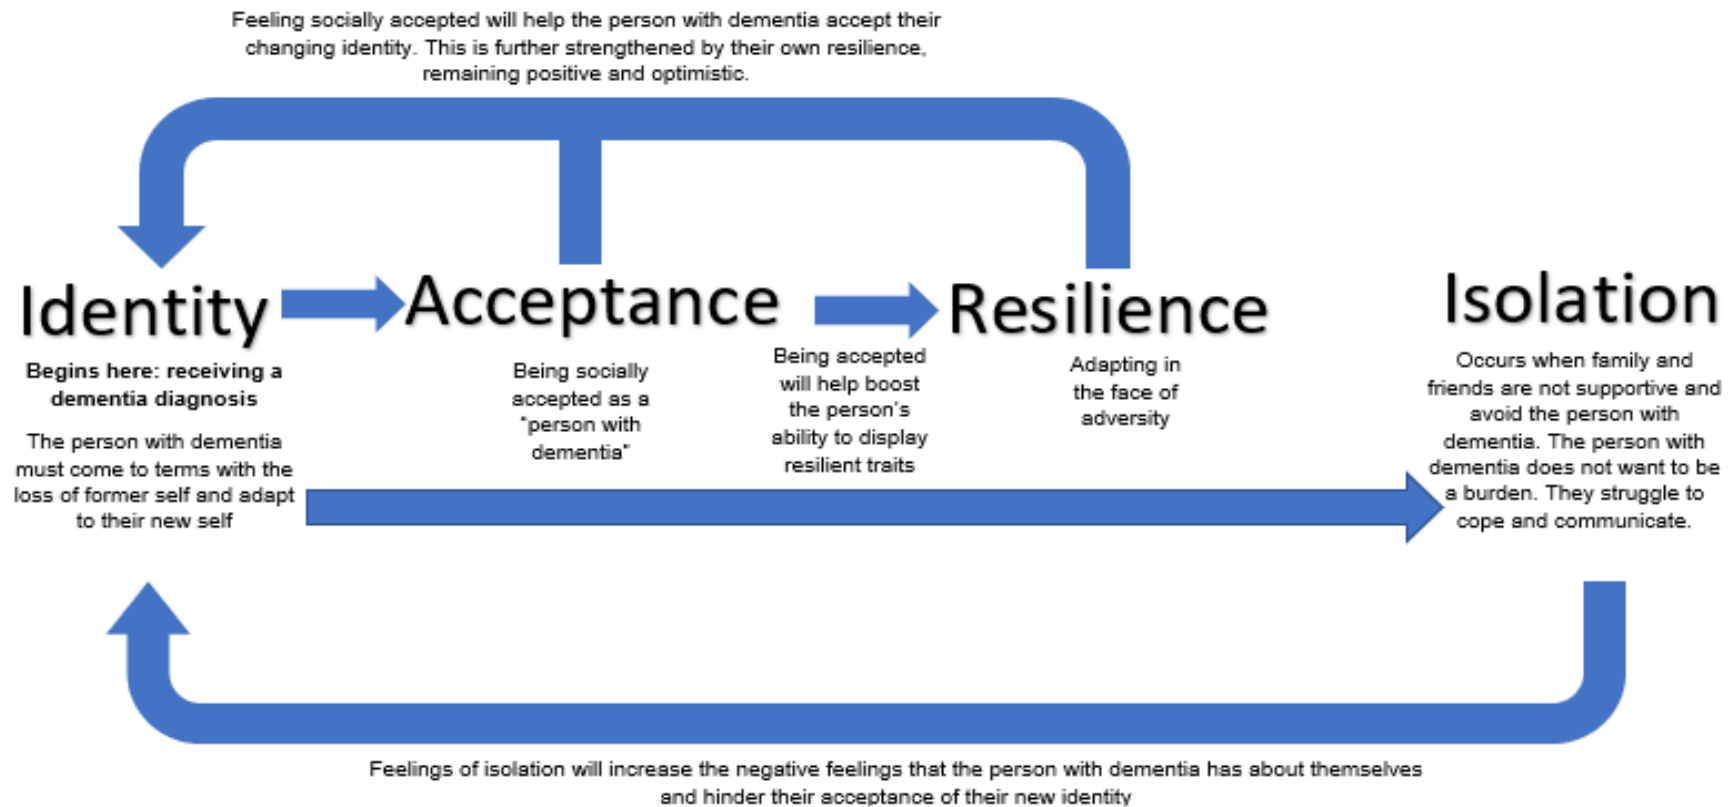 Feeling socially accepted will help the person with dementia accept their
changing identity. This is further strengthened by their own resilience,
remaining positive and optimistic.
Identity
Begins here: receiving a
dementia diagnosis
The person with dementia
must come to terms with the
loss of former self and adapt
to their new self
Acceptance
Being socially
accepted as a
"person with
dementia"
Being accepted
will help boost
the person's
ability to display
resilient traits
Resilience
Adapting in
the face of
adversity
Isolation
Occurs when family and
friends are not supportive and
avoid the person with
dementia. The person with
dementia does not want to be
a burden. They struggle to
cope and communicate.
Feelings of isolation will increase the negative feelings that the person with dementia has about themselves
and hinder their acceptance of their new identity